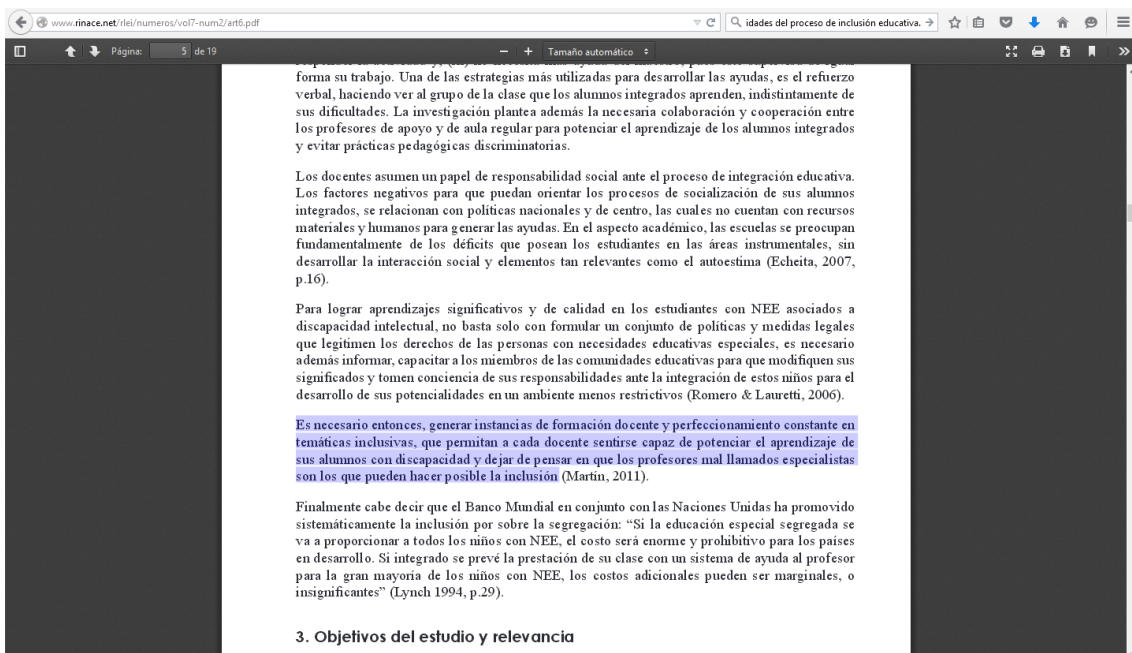 www.rinace.net/rlei/numeros/vol7-num2/art6.pdf
idades del proceso de inclusión educativa.
Página: 5 de 19
Tamaño automático
forma su trabajo. Una de las estrategias más utilizadas para desarrollar las ayudas, es el refuerzo
verbal, haciendo ver al grupo de la clase que los alumnos integrados aprenden, indistintamente de
sus dificultades. La investigación plantea además la necesaria colaboración y cooperación entre
los profesores de apoyo y de aula regular para potenciar el aprendizaje de los alumnos integrados
y evitar prácticas pedagógicas discriminatorias.
Los docentes asumen un papel de responsabilidad social ante el proceso de integración educativa.
Los factores negativos para que puedan orientar los procesos de socialización de sus alumnos
integrados, se relacionan con políticas nacionales y de centro, las cuales no cuentan con recursos
materiales y humanos para generar las ayudas. En el aspecto académico, las escuelas se preocupan
fundamentalmente de los déficits que posean los estudiantes en las áreas instrumentales, sin
desarrollar la interacción social y elementos tan relevantes como el autoestima (Echeita, 2007,
p.16).
Para lograr aprendizajes significativos y de calidad en los estudiantes con NEE asociados a
discapacidad intelectual, no basta solo con formular un conjunto de políticas y medidas legales
que legitimen los derechos de las personas con necesidades educativas especiales, es necesario
además informar, capacitar a los miembros de las comunidades educativas para que modifiquen sus
significados y tomen conciencia de sus responsabilidades ante la integración de estos niños para el
desarrollo de sus potencialidades en un ambiente menos restrictivos (Romero & Lauretti, 2006).
Es necesario entonces, generar instancias de formación docente y perfeccionamiento constante en
temáticas inclusivas, que permitan a cada docente sentirse capaz de potenciar el aprendizaje de
sus alumnos con discapacidad y dejar de pensar en que los profesores mal llamados especialistas
son los que pueden hacer posible la inclusión (Martín, 2011).
Finalmente cabe decir que el Banco Mundial en conjunto con las Naciones Unidas ha promovido
sistemáticamente la inclusión por sobre la segregación: “Si la educación especial segregada se
va a proporcionar a todos los niños con NEE, el costo será enorme y prohibitivo para los países
en desarrollo. Si integrado se prevé la prestación de su clase con un sistema de ayuda al profesor
para la gran mayoría de los niños con NEE, los costos adicionales pueden ser marginales, o
insignificantes” (Lynch 1994, p.29).
3. Objetivos del estudio y relevancia